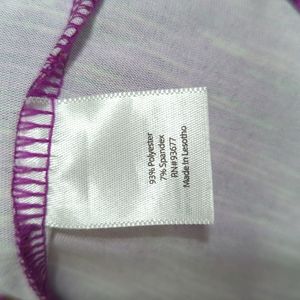 93% Polyester
7% Spandex
RN#93677
Made In Lesotho